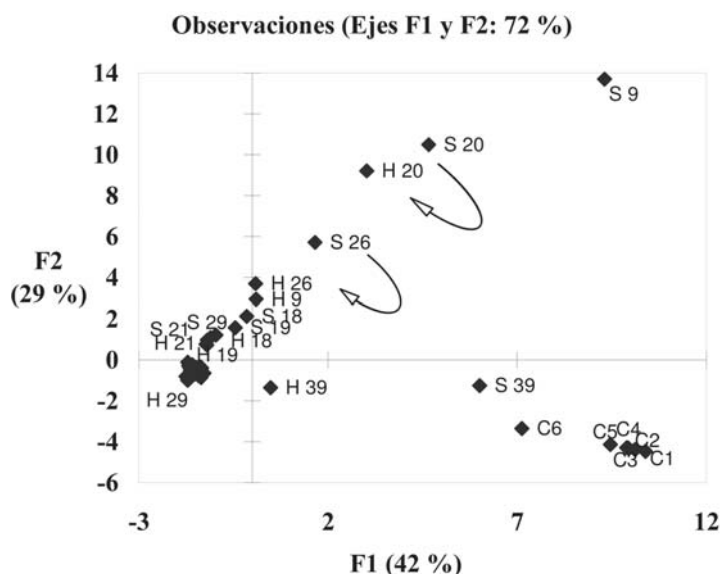 Observaciones (Ejes F1 y F2: 72 %)
14
S 9
12
S 20
10
H 20
8
6
S 26
F2
(29 %)
4
H 26
H 9
2
S 18
S 21
S 29
S 19
H 21
H 18
0
H 19
H 29
H 39
S 39
-2
C6
-4
C5
C4
C2
C3
C1
-6
-3
2
7
12
F1 (42 %)